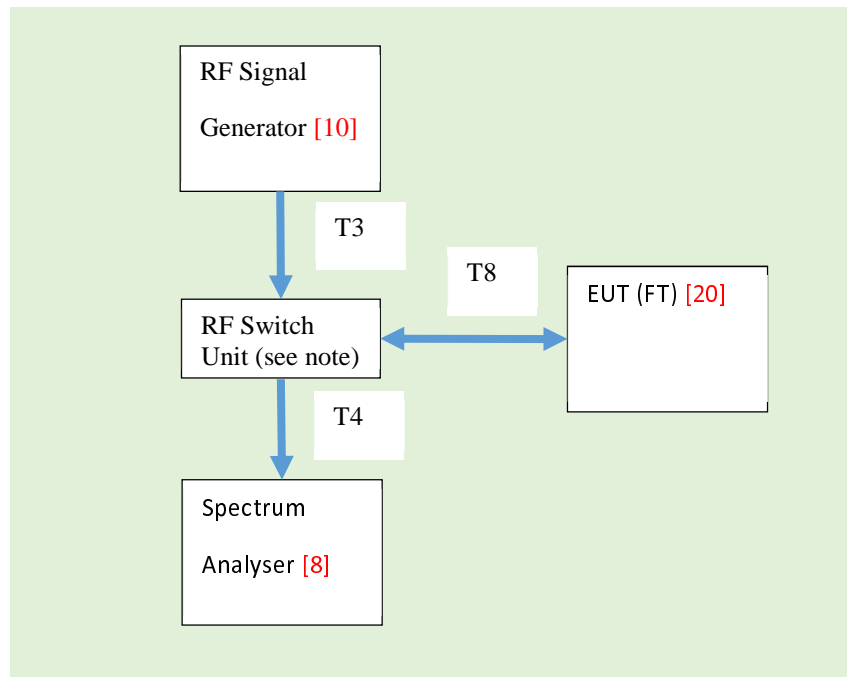 RF Signal
Generator [10]
T3
T8
EUT (FT) [20]
RF Switch
Unit (see note)
T4
Spectrum
Analyser [8]